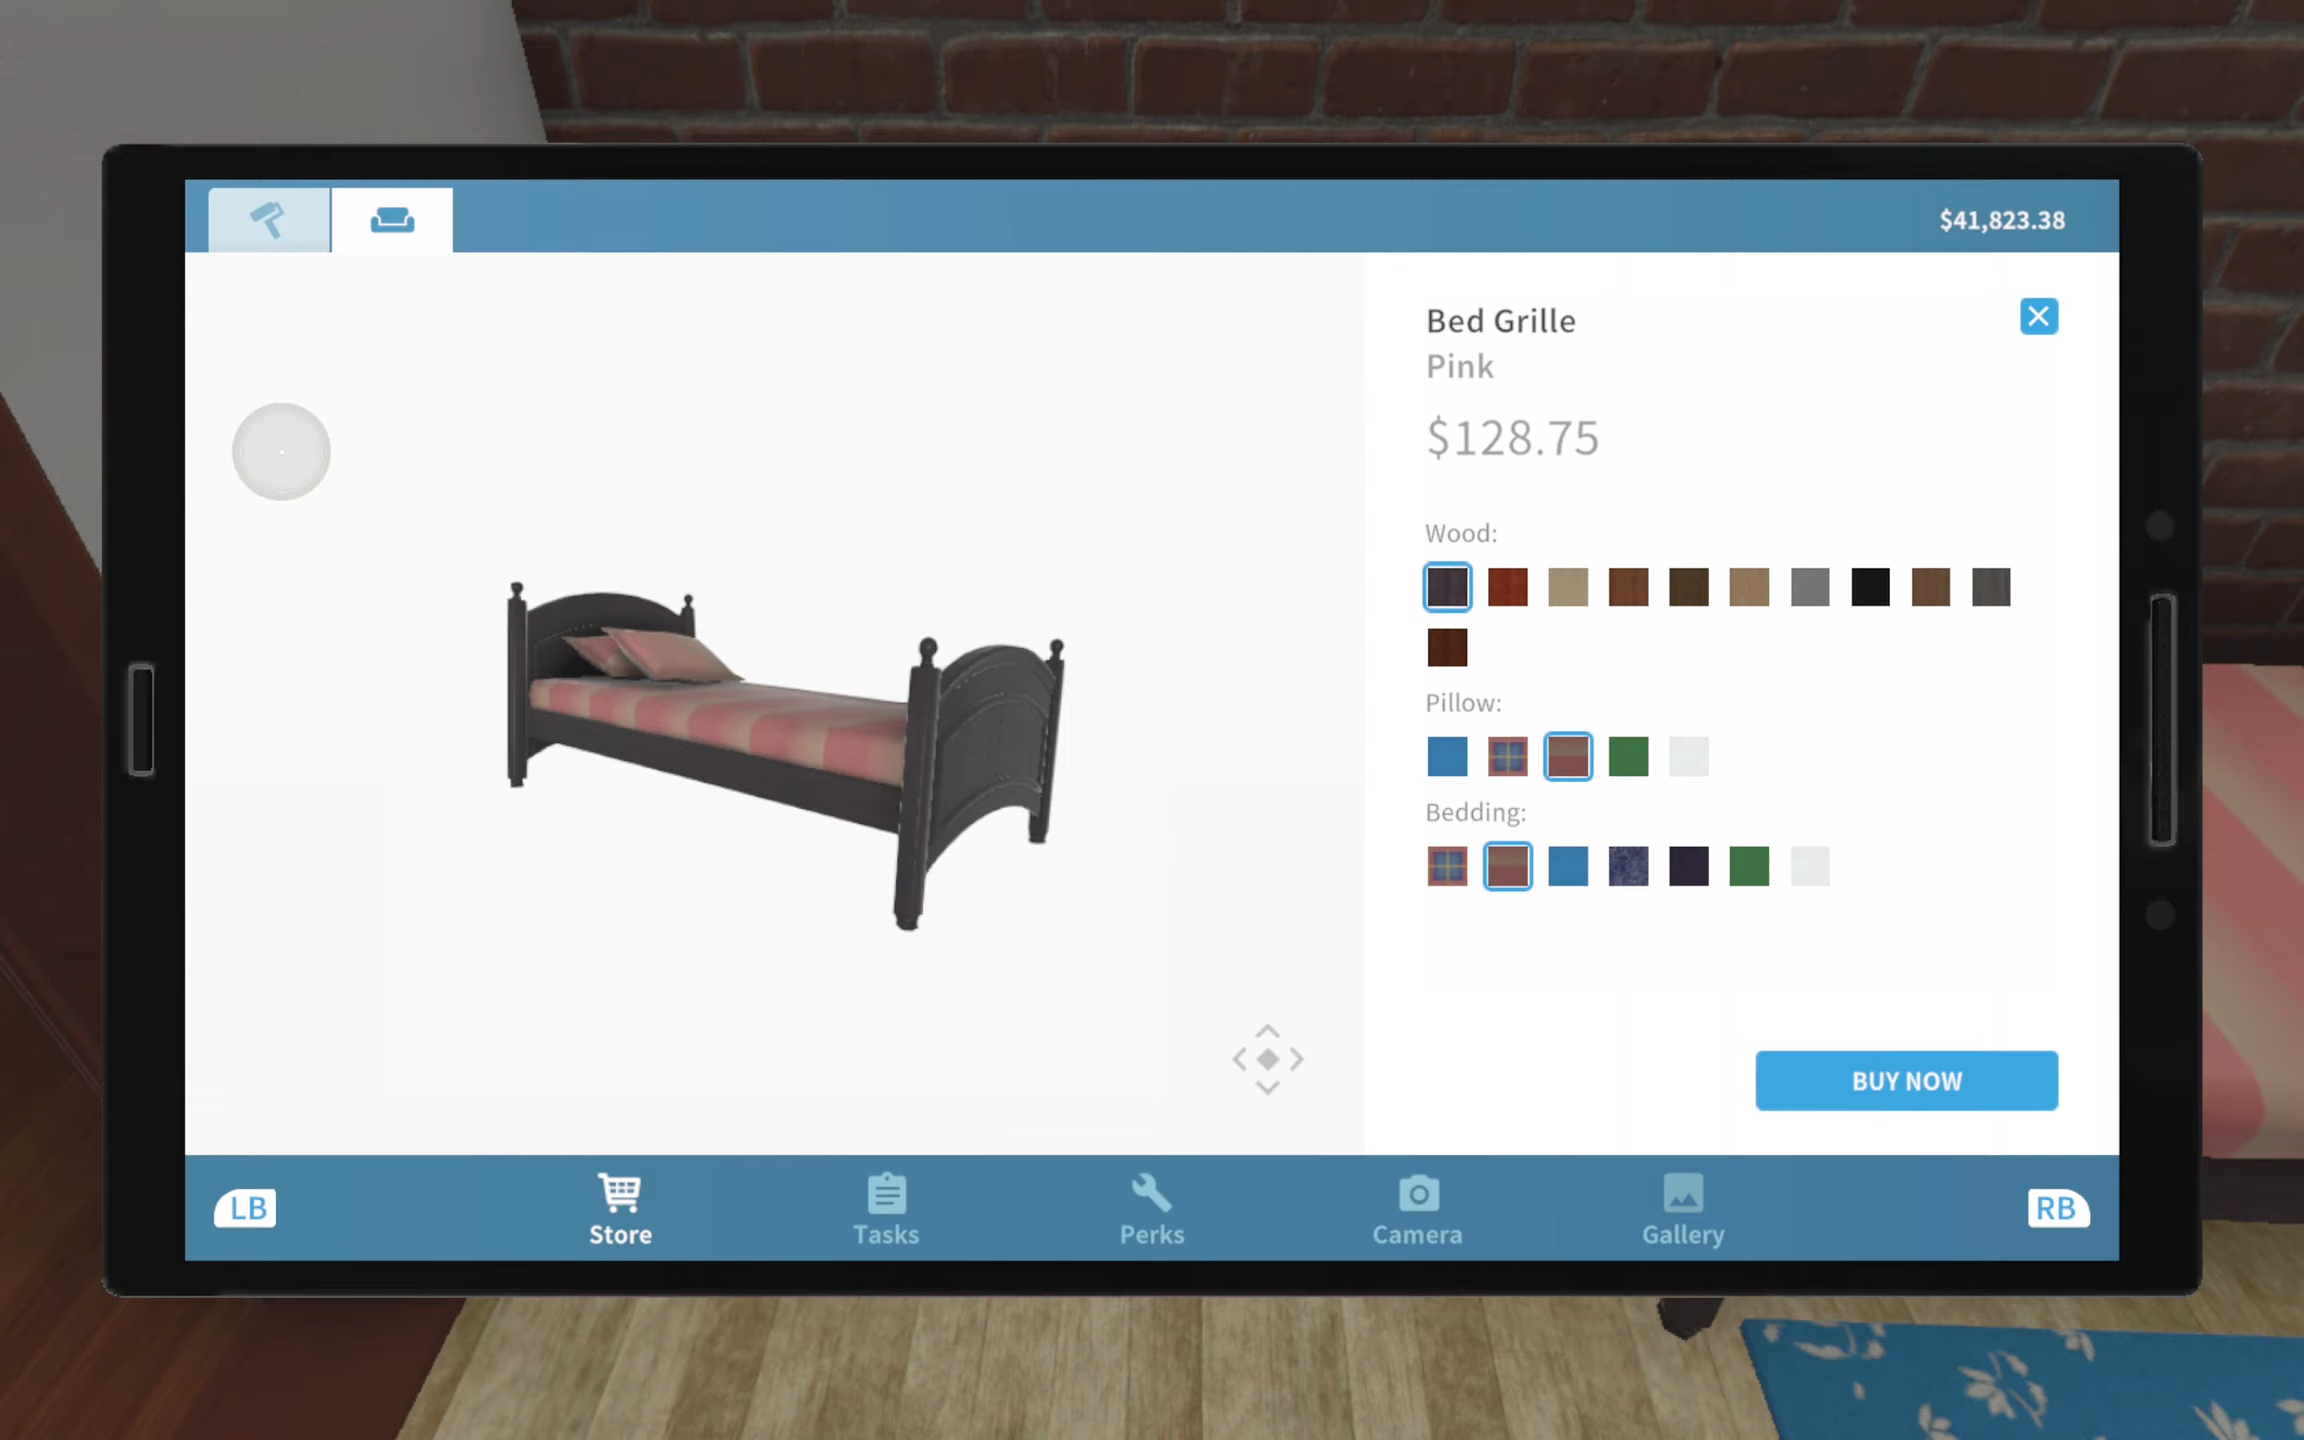 $41,823.38
Bed Grille
Pink
$128.75
Wood:
Pillow:
Bedding:
BUY NOW
LB
Store
Tasks
Perks
Camera
Gallery
RB